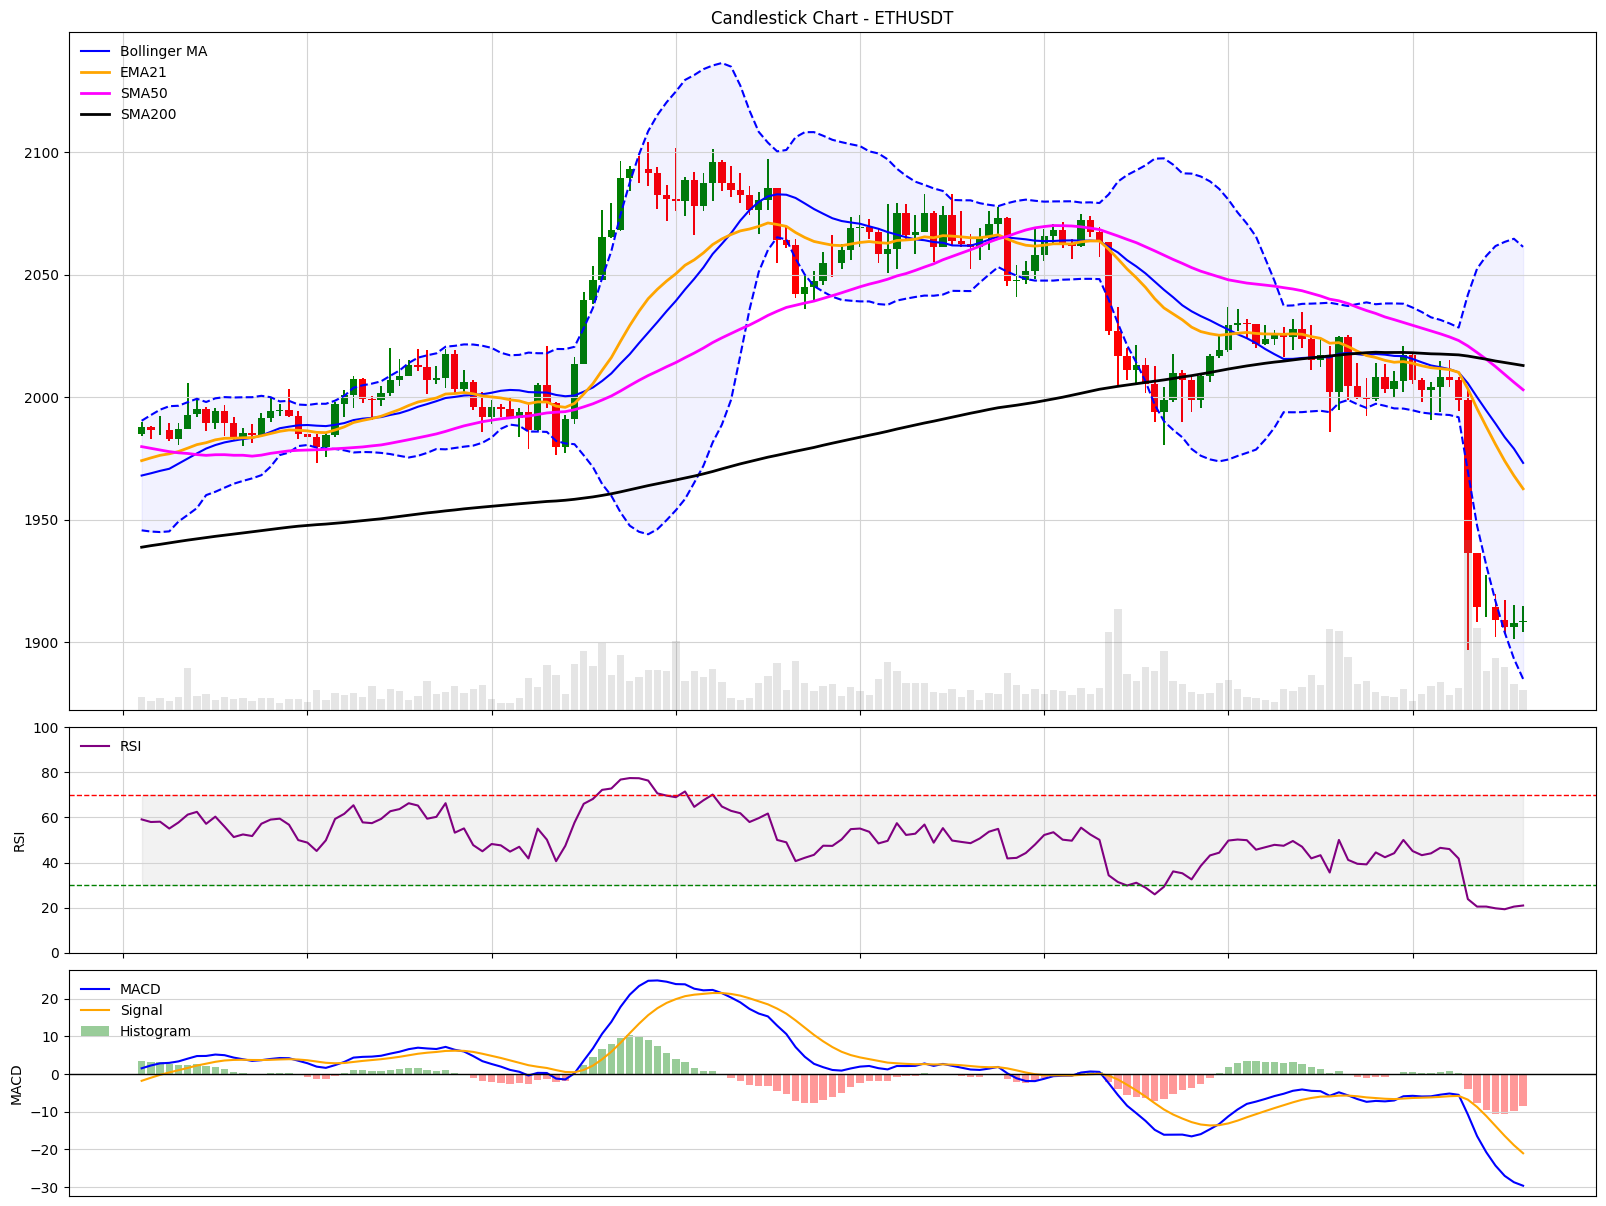 Candlestick Chart - ETHUSDT
Bollinger MA
EMA21
SMA50
SMA200
2100
2050
2000
1950
1900
100
80
60
40
20
0
RSI
RSI
20
10
0
−10
−20
−30
MACD
MACD
Signal
Histogram